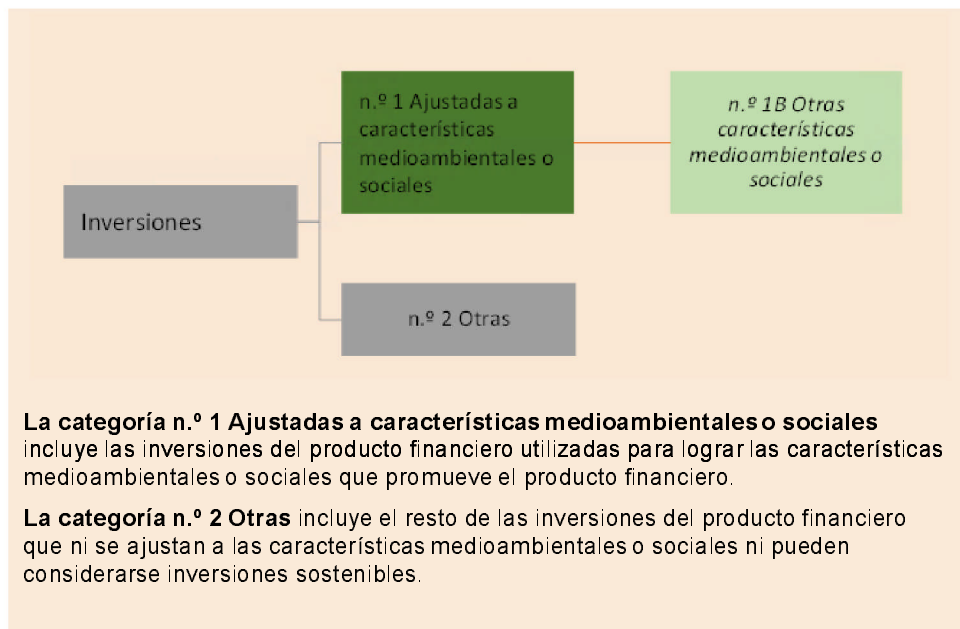 n.º 1 Ajustadas a
características
medioambientales o
sociales
n.º 1B Otras
características
medioambientales o
sociales
Inversiones
n.º 2 Otras
La categoría n.º 1 Ajustadas a características medioambientales o sociales
incluye las inversiones del producto financiero utilizadas para lograr las características
medioambientales o sociales que promueve el producto financiero.
La categoría n.º 2 Otras incluye el resto de las inversiones del producto financiero
que ni se ajustan a las características medioambientales o sociales ni pueden
considerarse inversiones sostenibles.